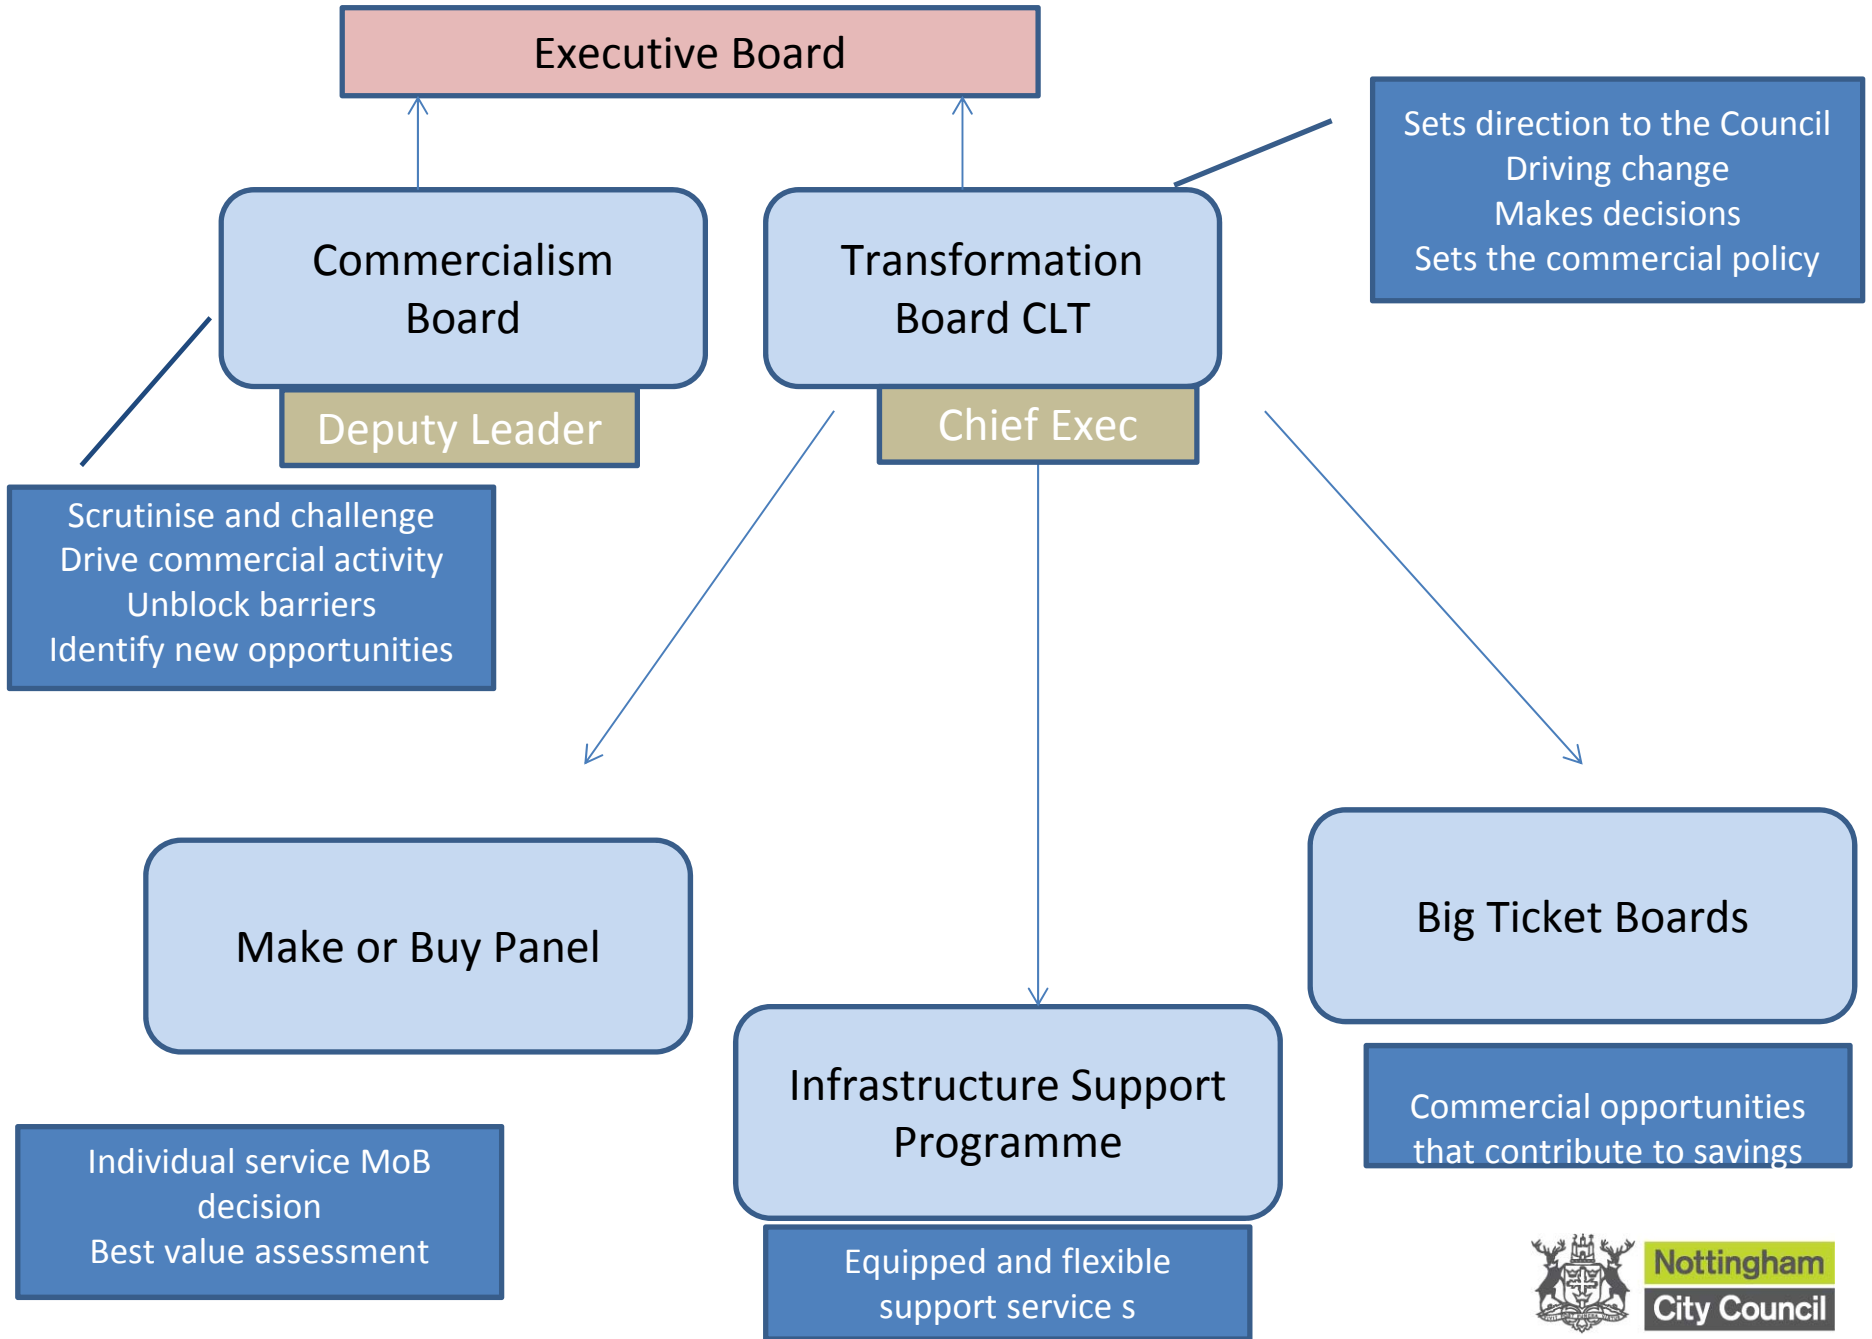 Executive Board
Sets direction to the Council
Driving change
Makes decisions
Sets the commercial policy
Commercialism
Board
Transformation
Board CLT
Deputy Leader
Chief Exec
Scrutinise and challenge
Drive commercial activity
Unblock barriers
Identify new opportunities
Make or Buy Panel
Big Ticket Boards
Infrastructure Support
Programme
Commercial opportunities
that contribute to savings
Individual service MoB
decision
Best value assessment
Equipped and flexible
support service s
Nottingham
City Council